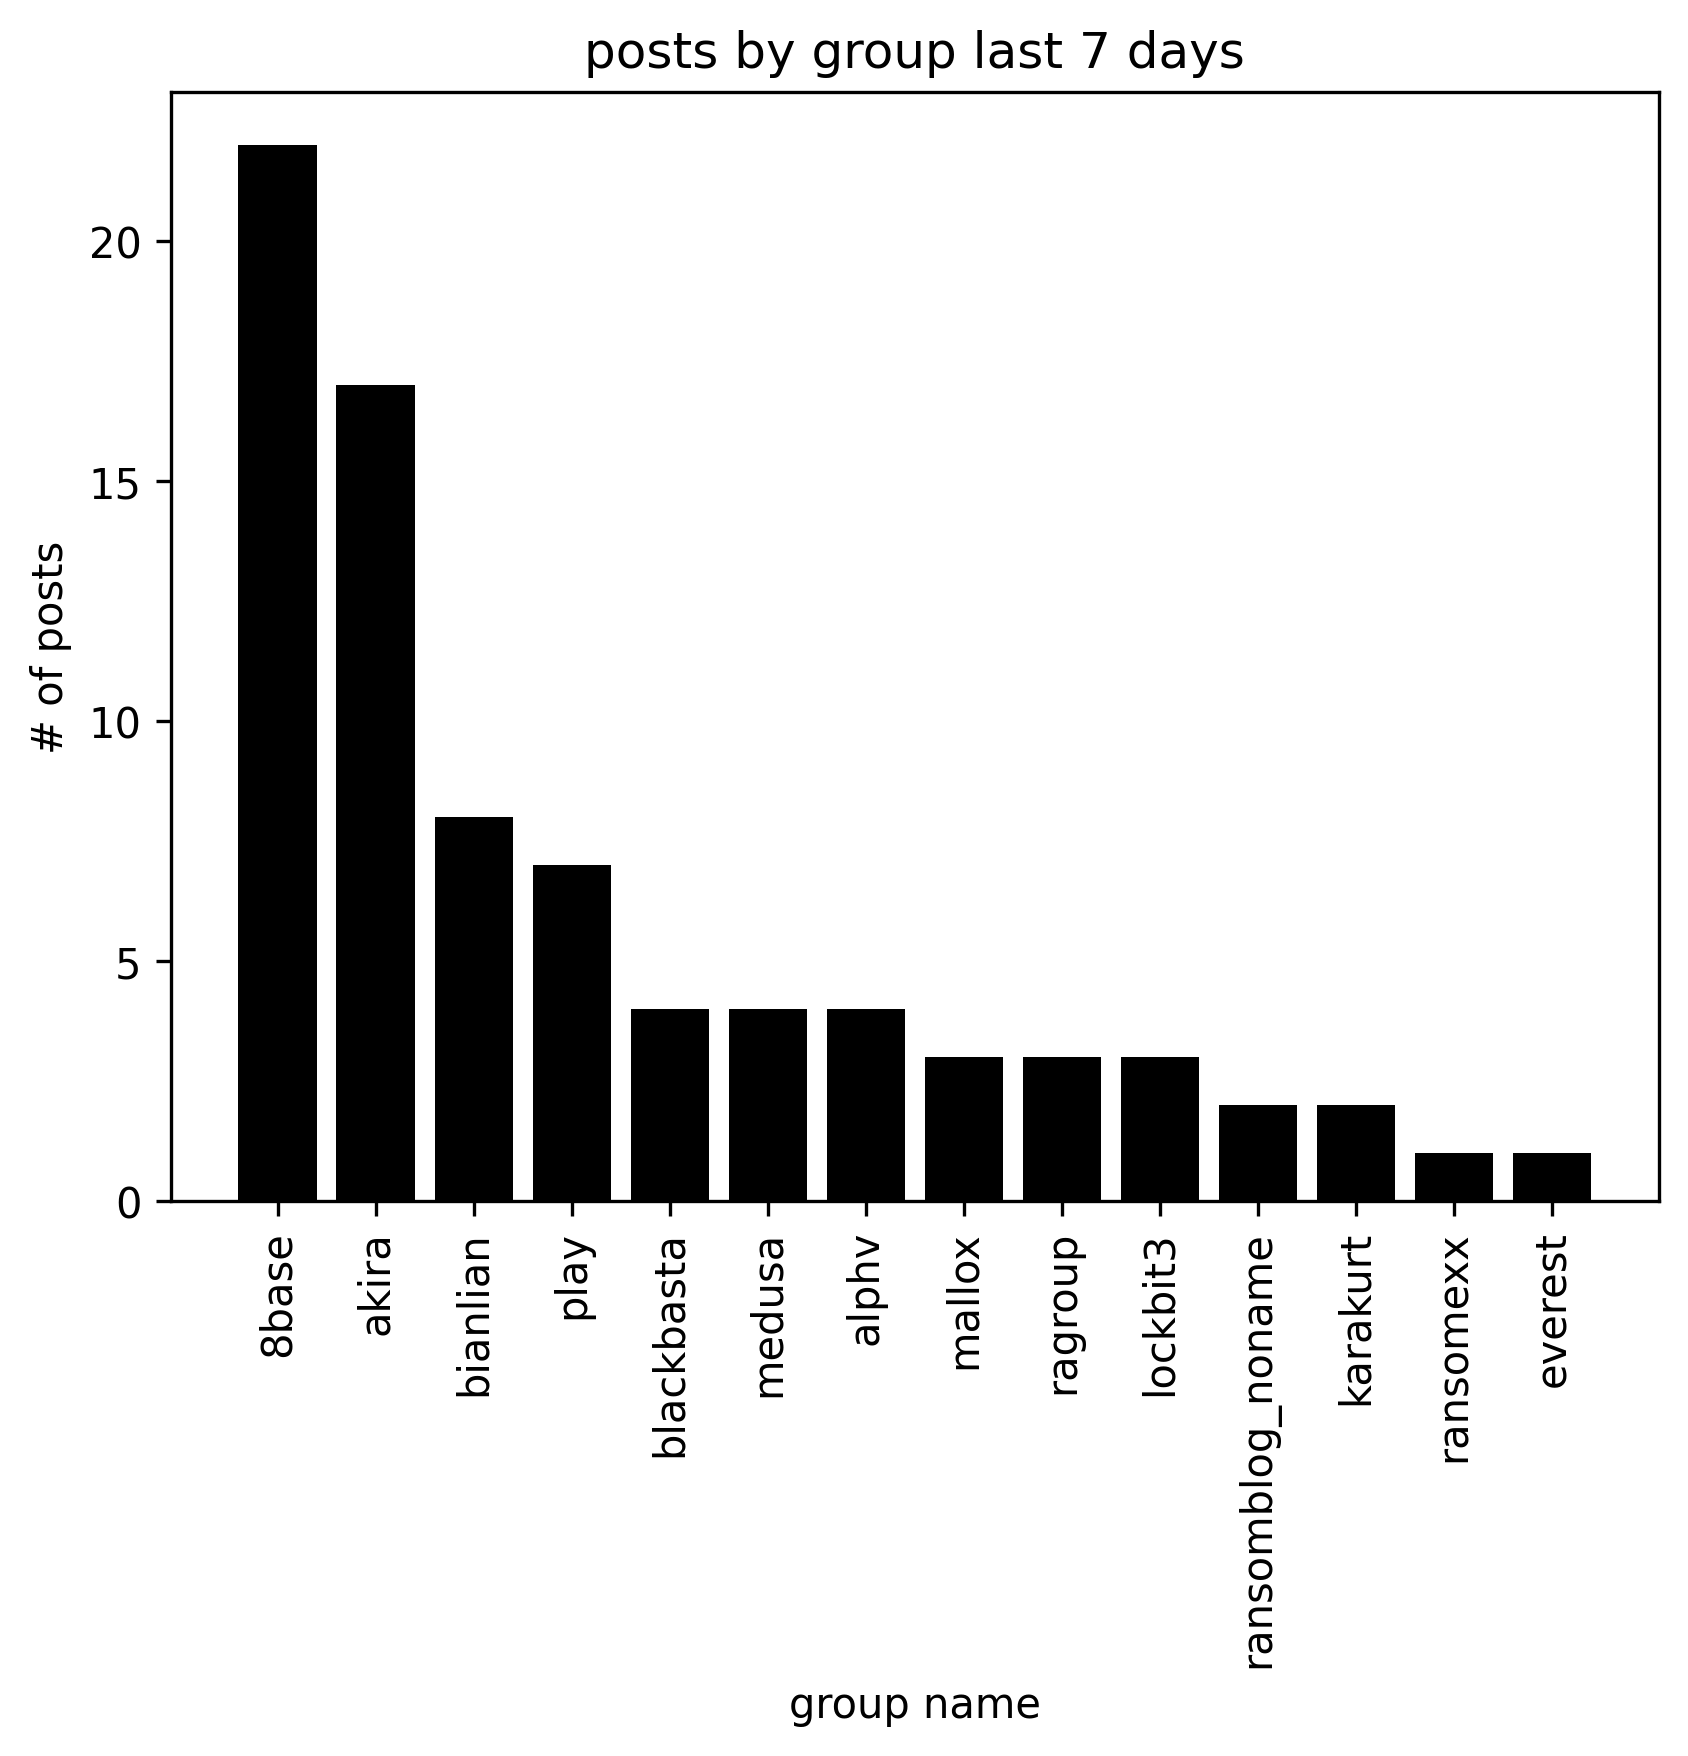 posts by group last 7 days
# of posts
20
15
10
5
0
8base
akira
bianlian
play
blackbasta
medusa
alphv
mallox
ragroup
lockbit3
ransomblog_noname
karakurt
ransomexx
everest
group name